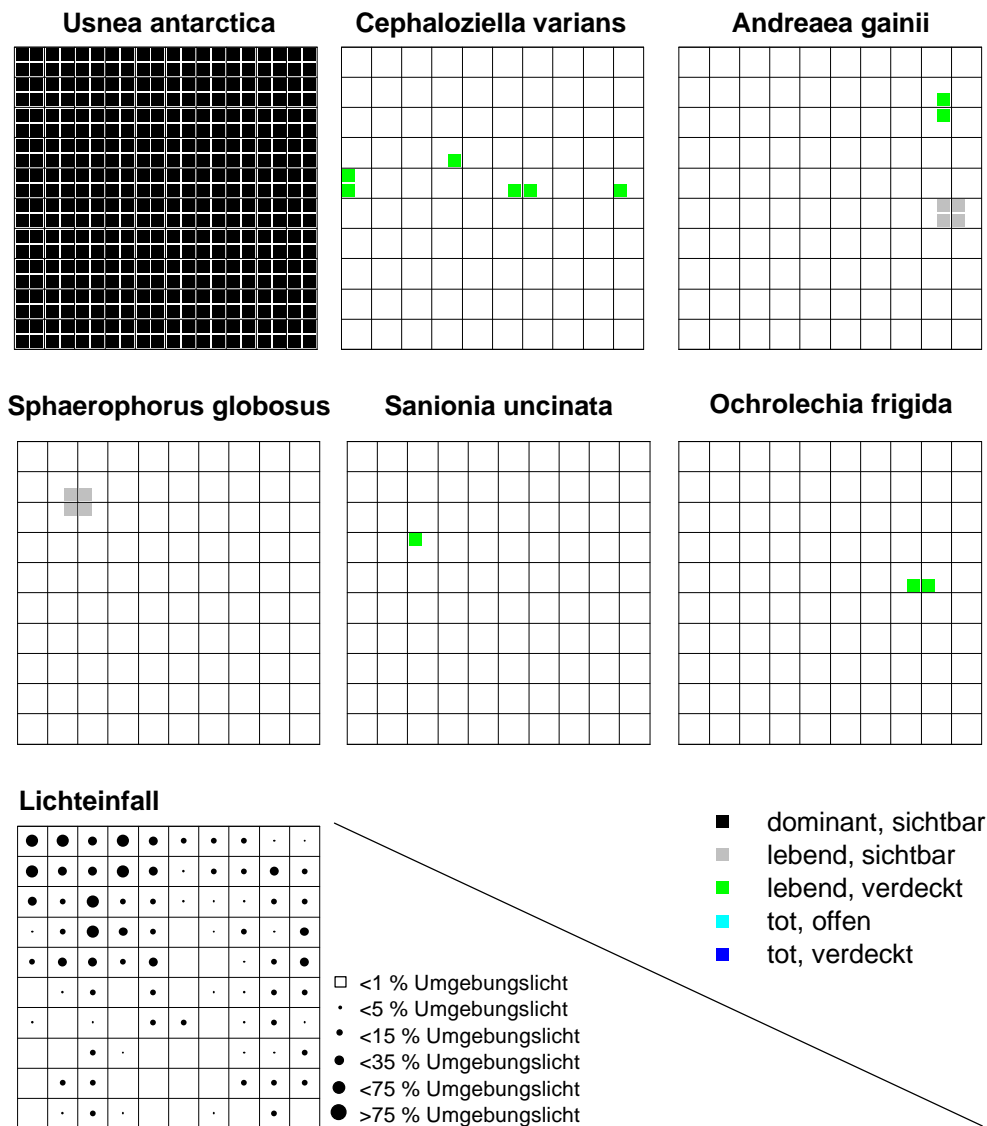 Usnea antarctica
Cephaloziella varians
Andreaea gainii
Sphaerophorus globosus
Sanionia uncinata
Ochrolechia frigida
Lichteinfall
dominant, sichtbar
lebend, sichtbar
lebend, verdeckt
tot, offen
tot, verdeckt
<1 % Umgebungslicht
<5 % Umgebungslicht
<15 % Umgebungslicht
<35 % Umgebungslicht
<75 % Umgebungslicht
>75 % Umgebungslicht